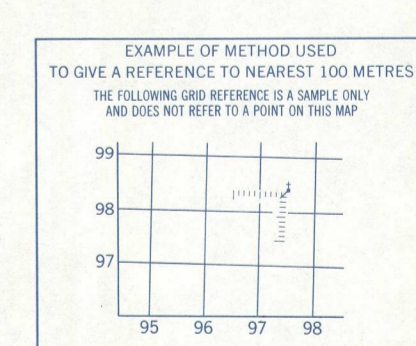 EXAMPLE OF METHOD USED
TO GIVE A REFERENCE TO NEAREST 100 METRES
THE FOLLOWING GRID REFERENCE IS A SAMPLE ONLY
AND DOES NOT REFER TO A POINT ON THIS MAP
99
98
97
95 96 97 98